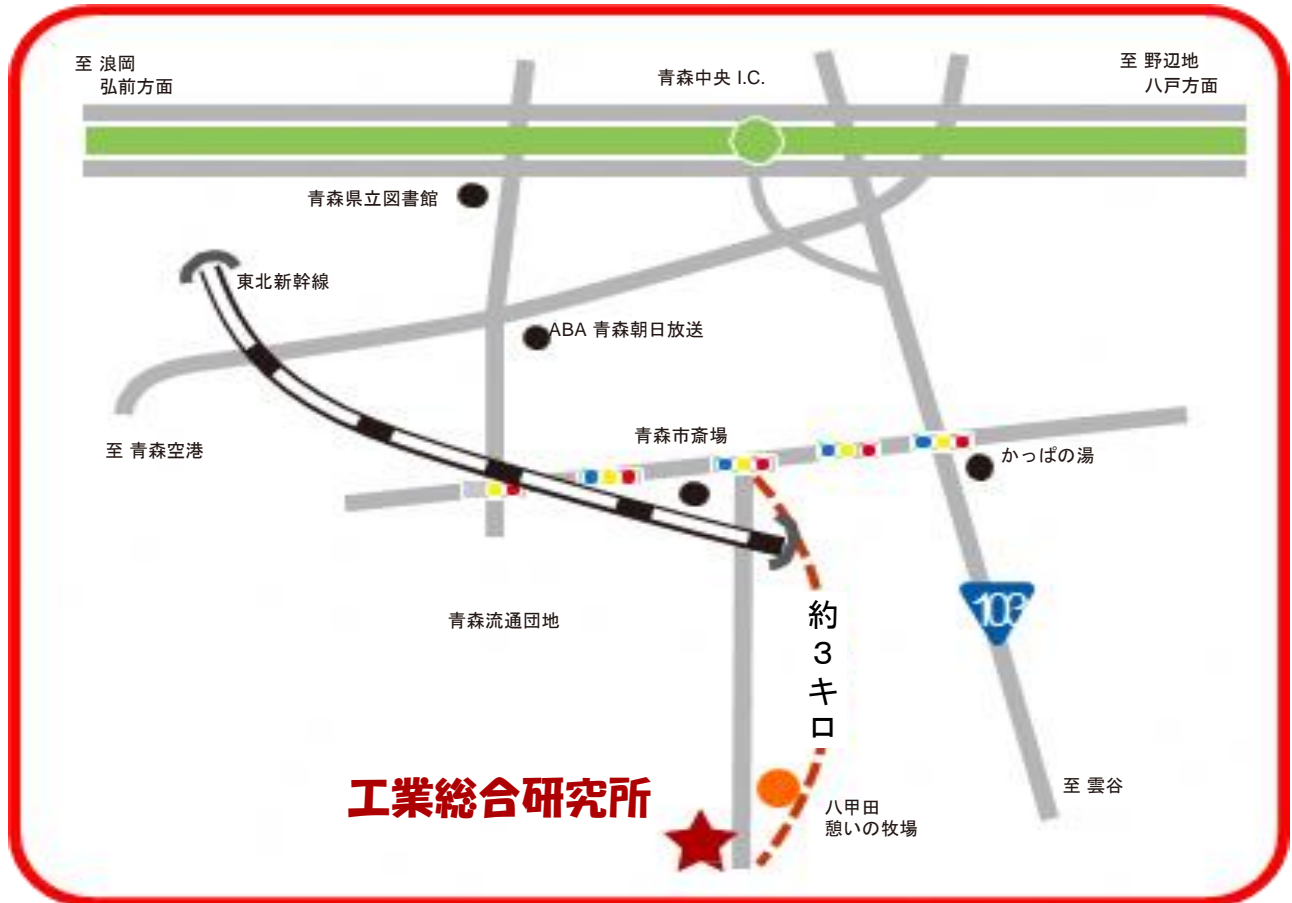 至 浪岡
弘前方面
青森中央 I.C.
至 野辺地
八戸方面
青森県立図書館
東北新幹線
ABA 青森朝日放送
至 青森空港
青森市斎場
かっぱの湯
103
青森流通団地
約3キロ
工業総合研究所
至 雲谷
八甲田
憩いの牧場